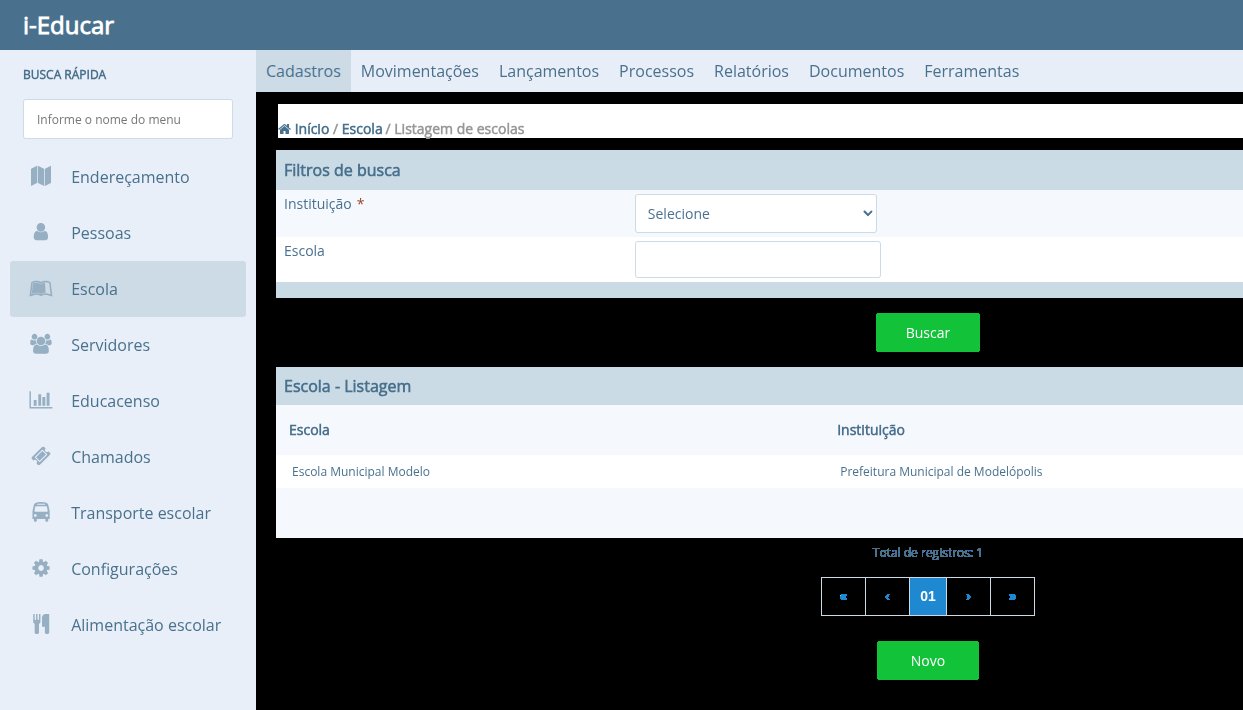 i-Educar
BUSCA RÁPIDA
Informe o nome do menu
Endereçamento
Pessoas
Escola
Servidores
Educacenso
Chamados
Transporte escolar
Configurações
Alimentação escolar
Cadastros Movimentações Lançamentos Processos Relatórios Documentos Ferramentas
Início / Escola / Listagem de escolas
Filtros de busca
Instituição * Selecione
Escola
Buscar
Escola - Listagem
Escola Instituição
Escola Municipal Modelo Prefeitura Municipal de Modelópolis
Total de registros: 1
« ‹ 01 › »
Novo